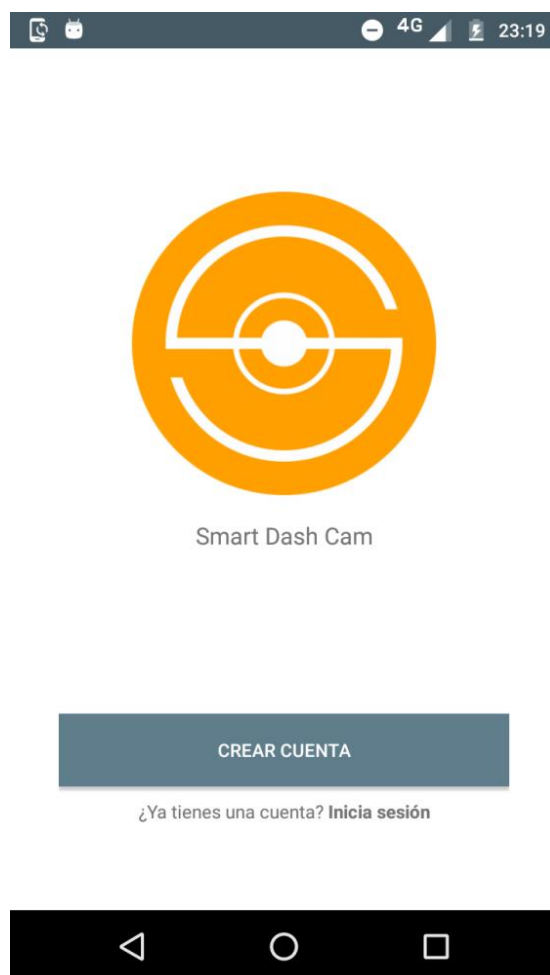 4G 23:19
Smart Dash Cam
CREAR CUENTA
¿Ya tienes una cuenta? Inicia sesión